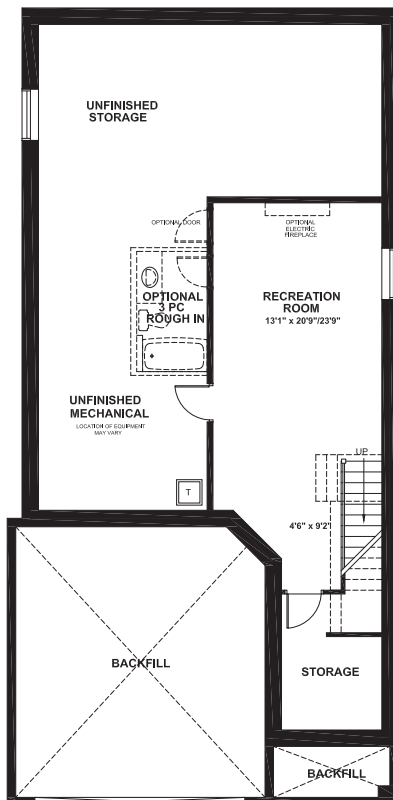 UNFINISHED
STORAGE
OPTIONAL DOOR
OPTIONAL
ELECTRIC
FIREPLACE
OPTIONAL
3 PC
ROUGH IN
RECREATION
ROOM
13'1" x 20'9"/23'9"
UNFINISHED
MECHANICAL
LOCATION OF EQUIPMENT
MAY VARY
UP
T
4'6" x 9'2"
BACKFILL
STORAGE
BACKFILL